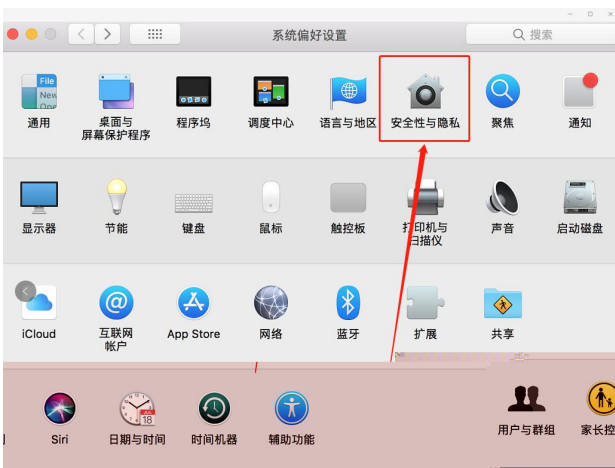 系统偏好设置
搜索
File
New
通用
桌面与
屏幕保护程序
程序坞
调度中心
语言与地区
安全性与隐私
聚焦
通知
显示器
节能
键盘
鼠标
触控板
打印机与
扫描仪
声音
启动磁盘
iCloud
互联网
帐户
App Store
网络
蓝牙
扩展
共享
Siri
日期与时间
时间机器
辅助功能
用户与群组
家长控
18